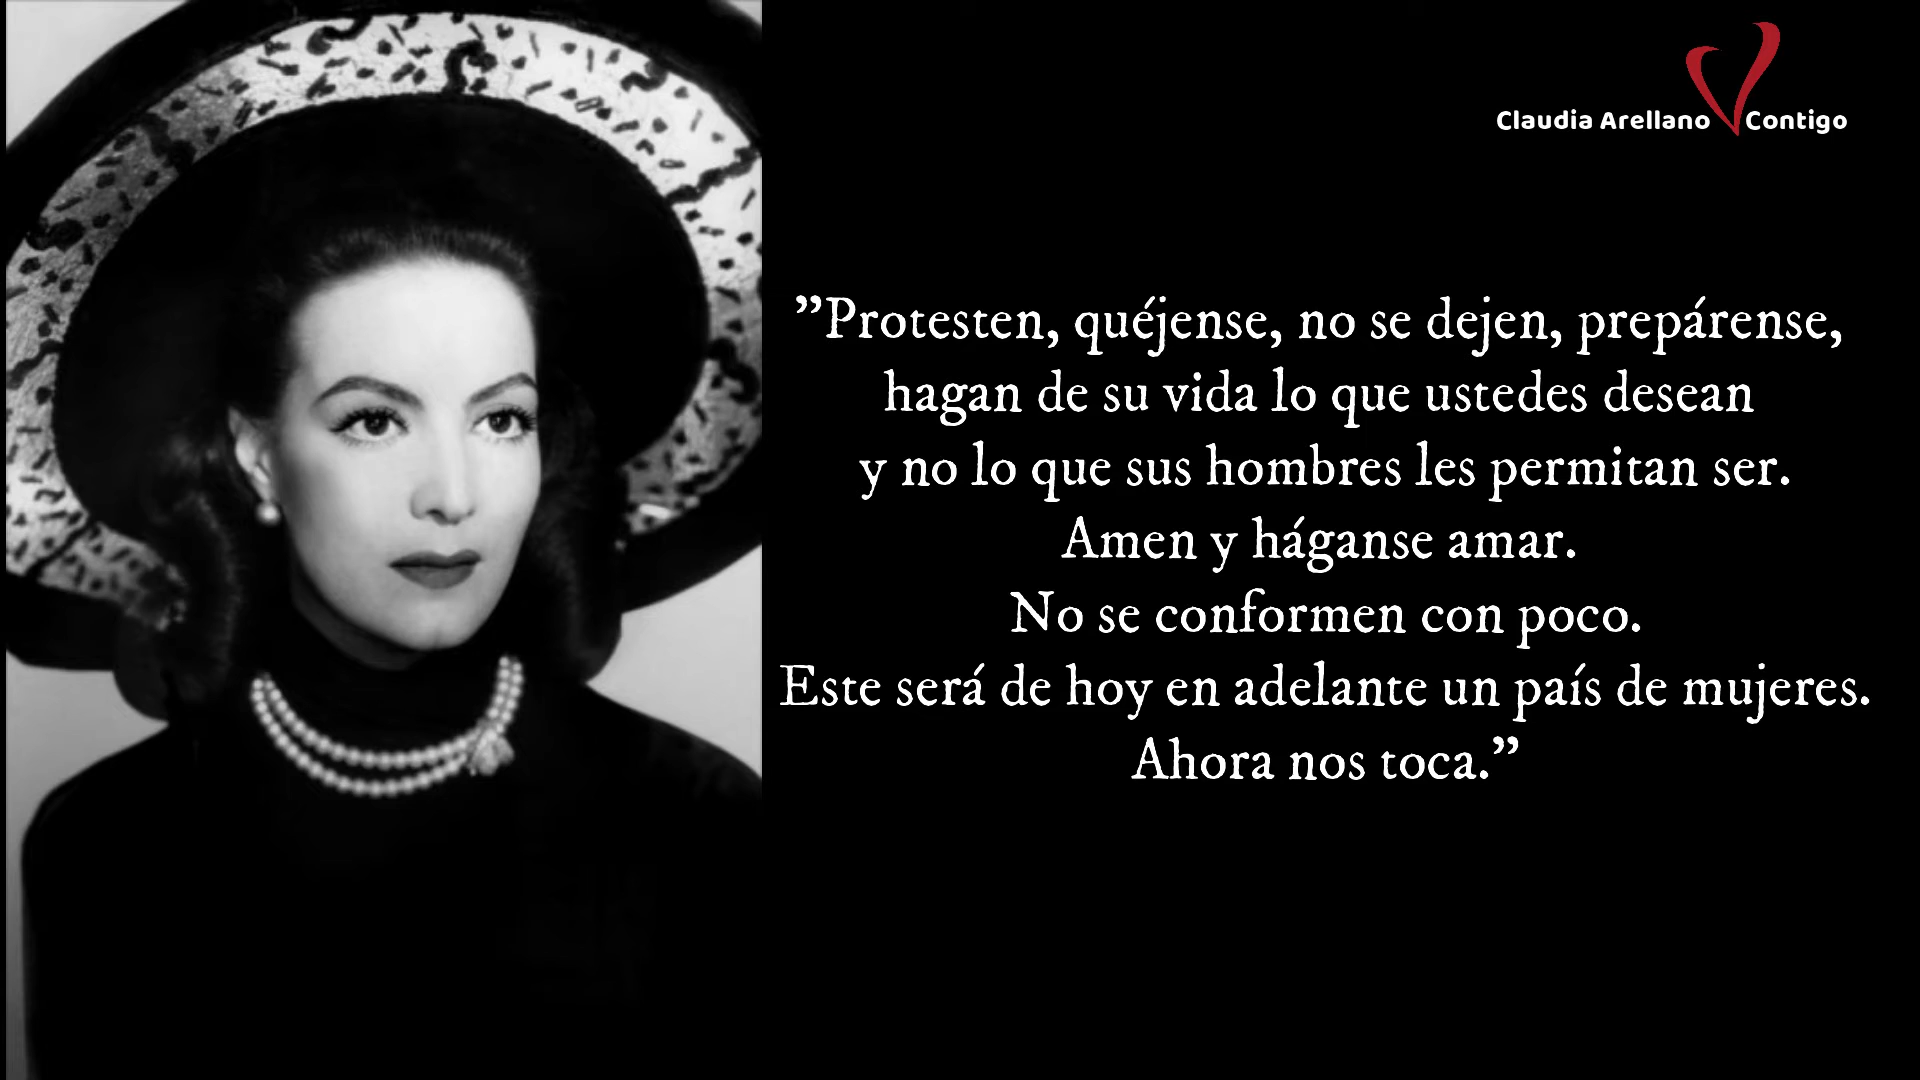 Claudia Arellano Contigo
”Protesten, quéjense, no se dejen, prepárense,
hagan de su vida lo que ustedes desean
y no lo que sus hombres les permitan ser.
Amen y háganse amar.
No se conformen con poco.
Este será de hoy en adelante un país de mujeres.
Ahora nos toca.”